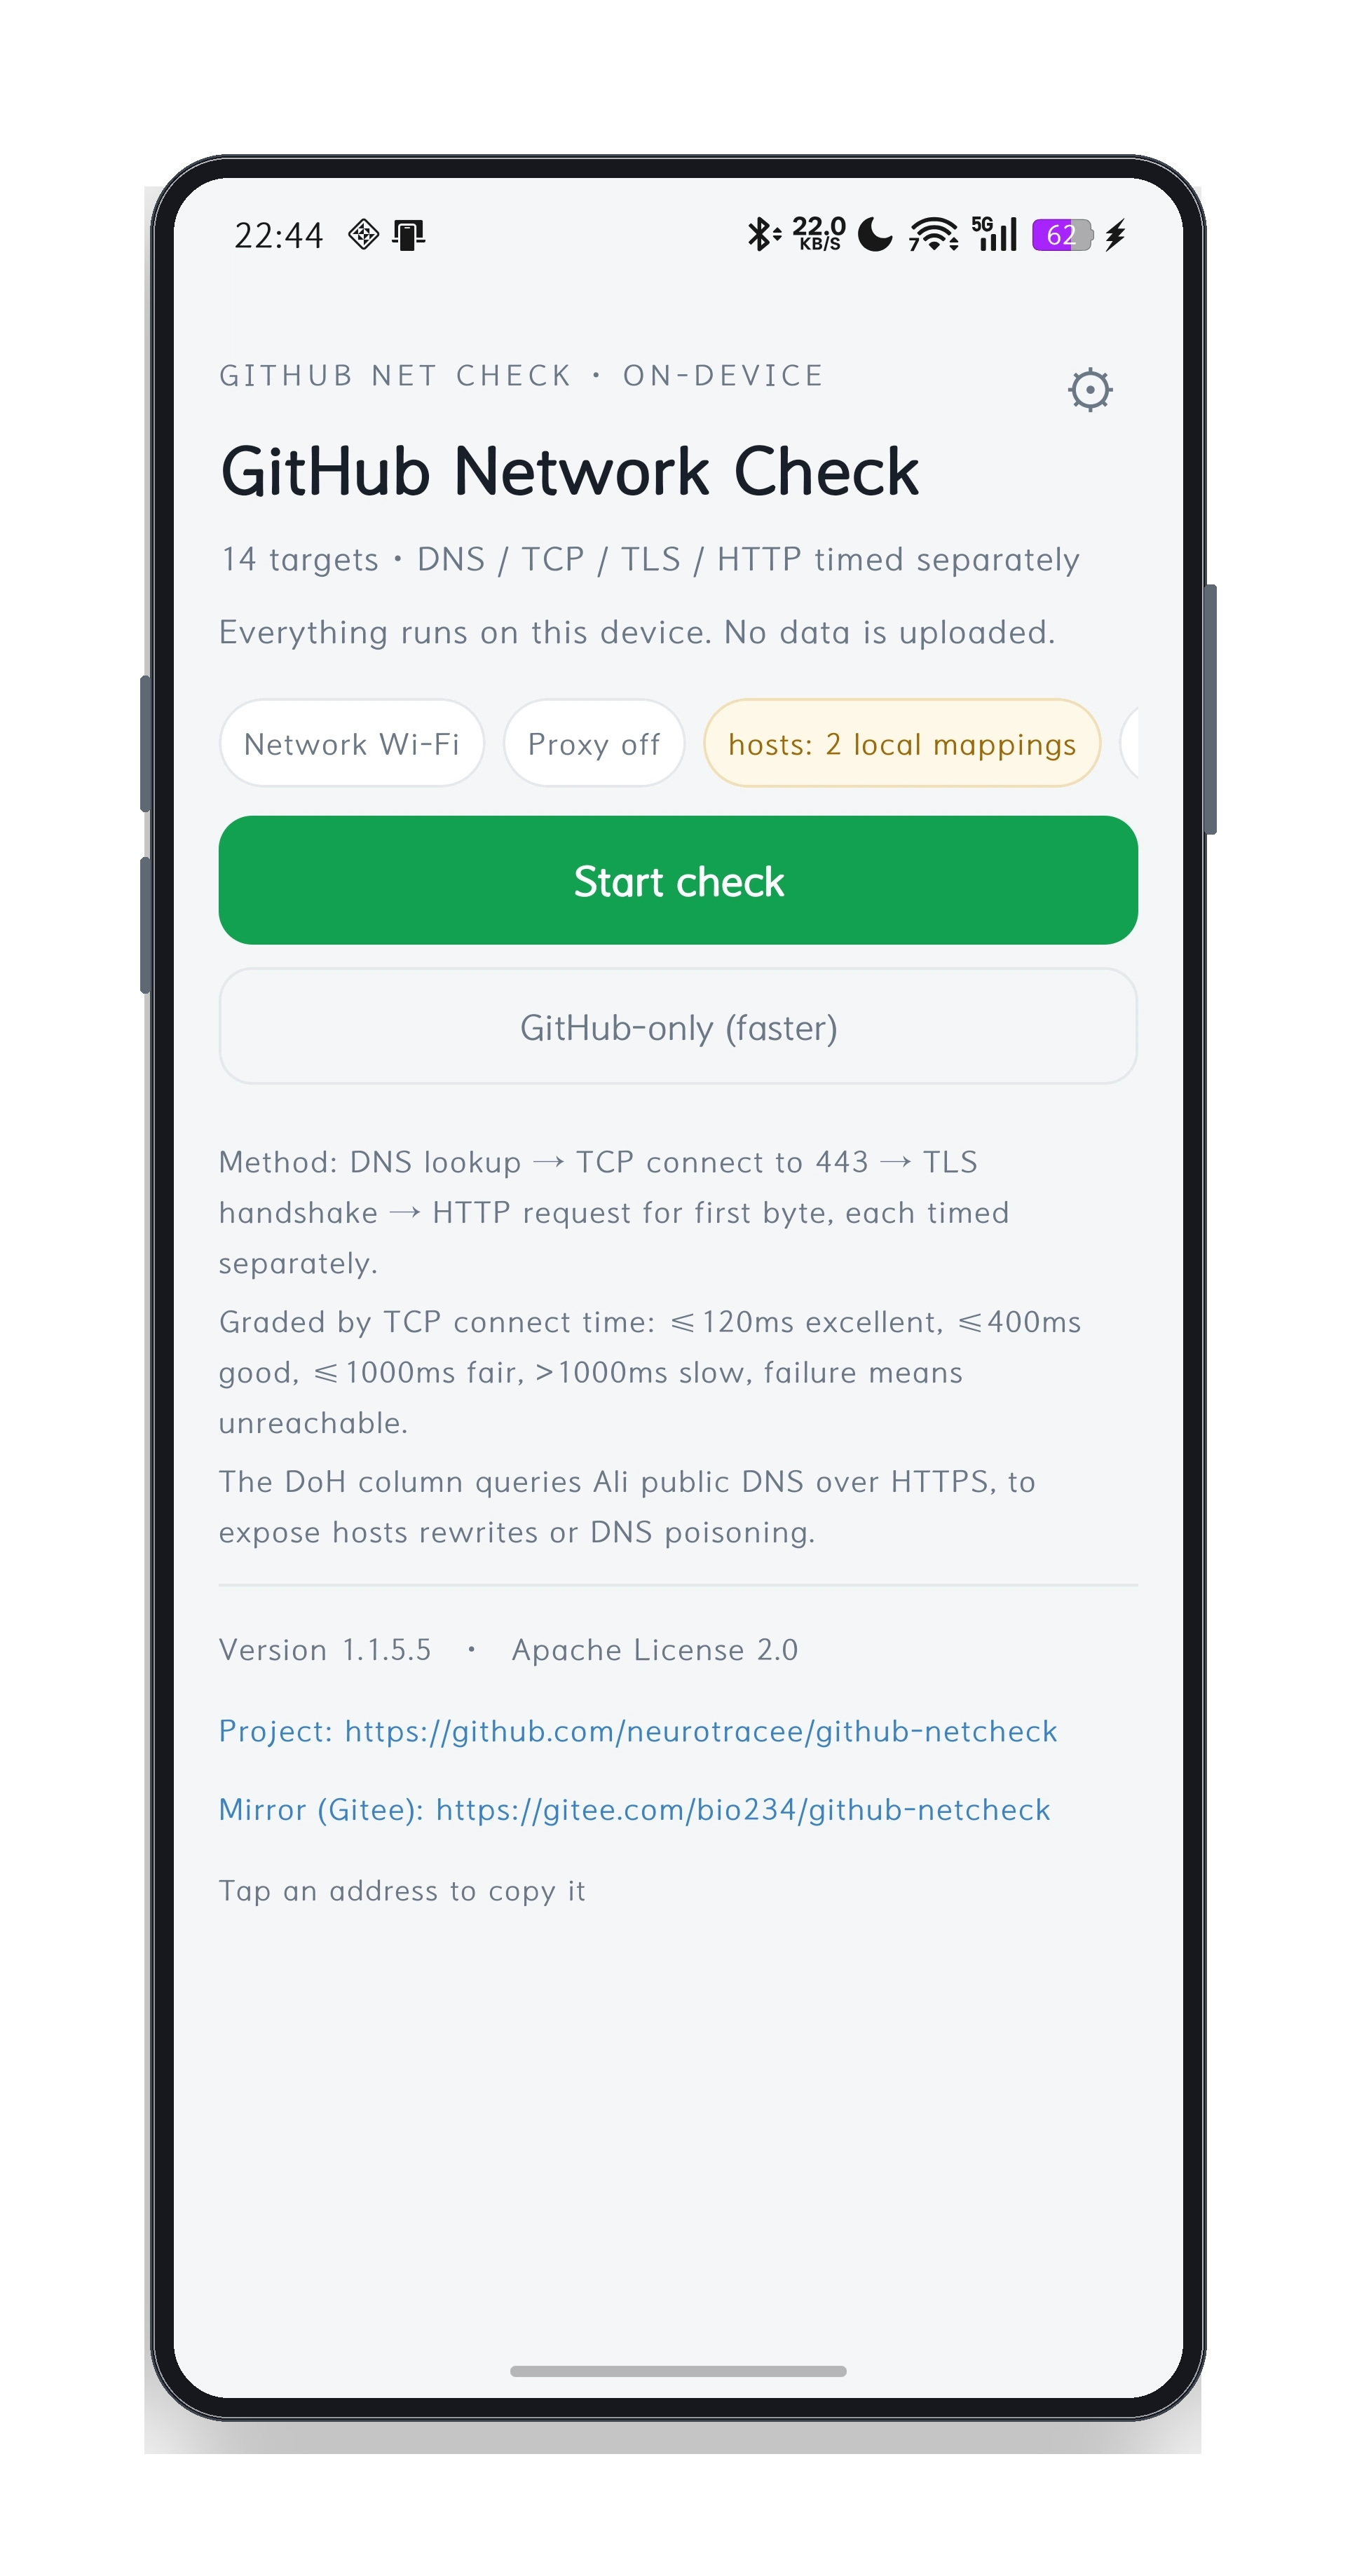 22:44 22.0 KB/S 7 5G 62
GITHUB NET CHECK • ON-DEVICE
GitHub Network Check
14 targets • DNS / TCP / TLS / HTTP timed separately
Everything runs on this device. No data is uploaded.
Network Wi-Fi Proxy off hosts: 2 local mappings
Start check
GitHub-only (faster)
Method: DNS lookup → TCP connect to 443 → TLS
handshake → HTTP request for first byte, each timed
separately.
Graded by TCP connect time: ≤120ms excellent, ≤400ms
good, ≤1000ms fair, >1000ms slow, failure means
unreachable.
The DoH column queries Ali public DNS over HTTPS, to
expose hosts rewrites or DNS poisoning.
Version 1.1.5.5 • Apache License 2.0
Project: https://github.com/neurotracee/github-netcheck
Mirror (Gitee): https://gitee.com/bio234/github-netcheck
Tap an address to copy it